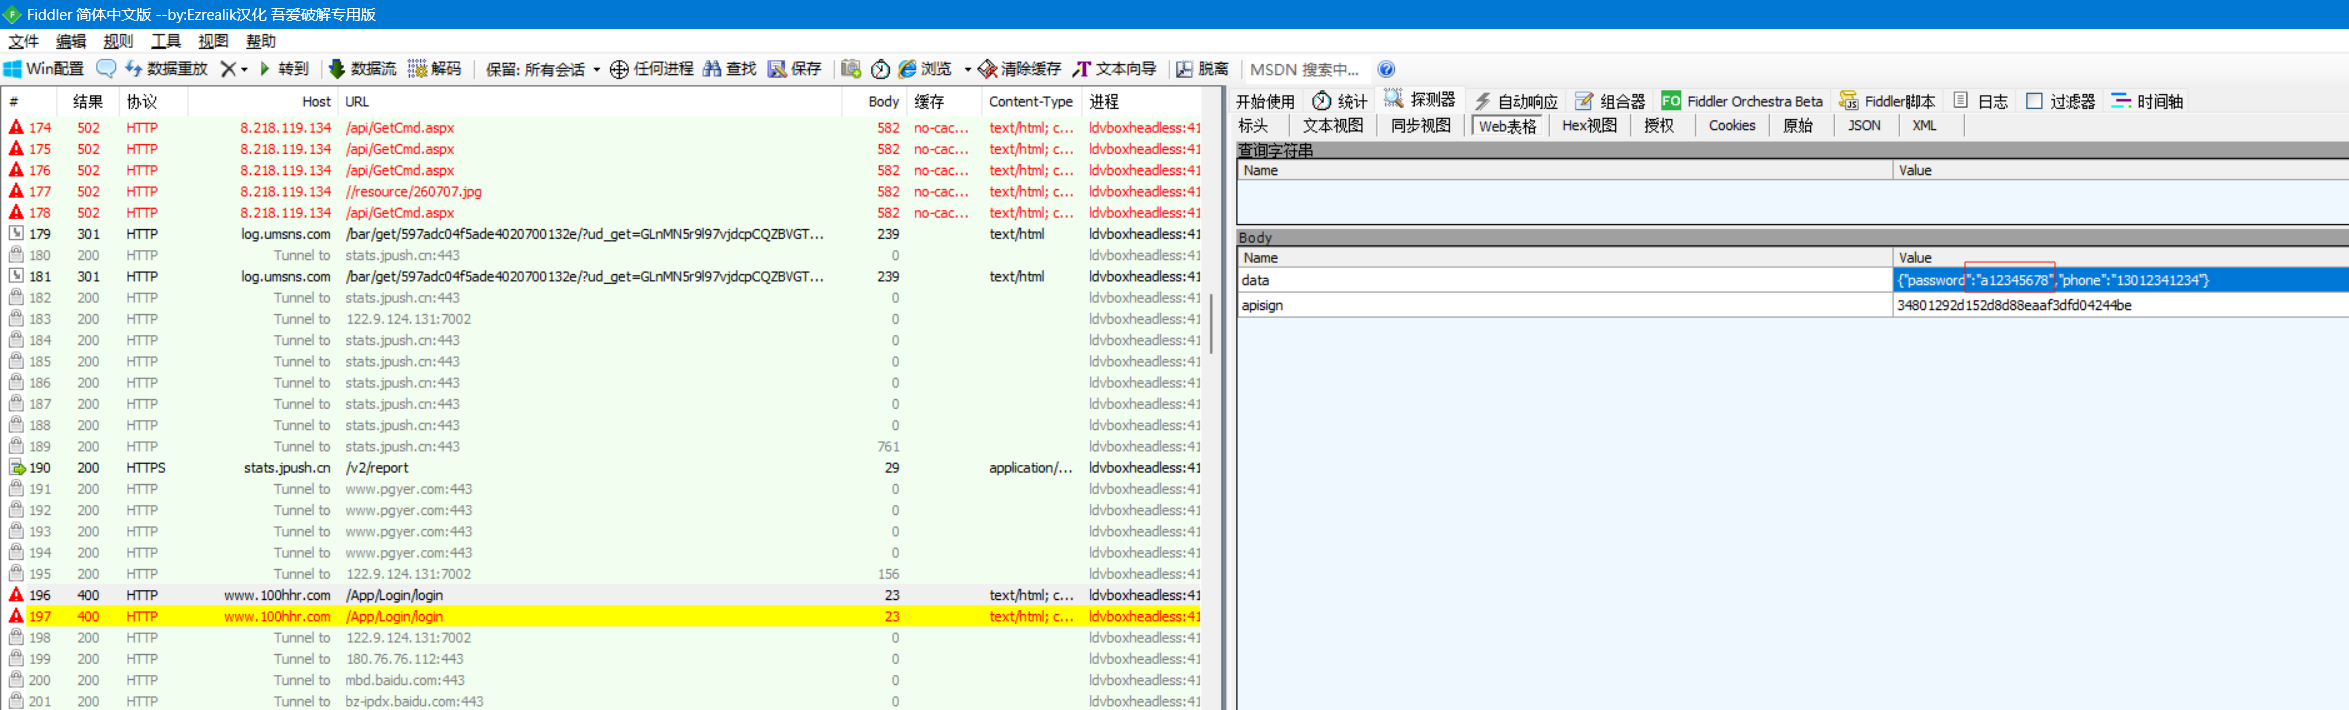 Fiddler 简体中文版 --by:Ezrealik汉化 吾爱破解专用版
文件 编辑 规则 工具 视图 帮助
Win配置 数据重放 转到 数据流 解码 保留: 所有会话 任何进程 查找 保存 浏览 清除缓存 文本向导 脱离 MSDN 搜索中...
# 结果 协议 Host URL Body 缓存 Content-Type 进程
174 502 HTTP 8.218.119.134 /api/GetCmd.aspx 582 no-cac... text/html; c... ldvboxheadless:41
175 502 HTTP 8.218.119.134 /api/GetCmd.aspx 582 no-cac... text/html; c... ldvboxheadless:41
176 502 HTTP 8.218.119.134 /api/GetCmd.aspx 582 no-cac... text/html; c... ldvboxheadless:41
177 502 HTTP 8.218.119.134 //resource/260707.jpg 582 no-cac... text/html; c... ldvboxheadless:41
178 502 HTTP 8.218.119.134 /api/GetCmd.aspx 582 no-cac... text/html; c... ldvboxheadless:41
179 301 HTTP log.umsns.com /bar/get/597adc04f5ade4020700132e/?ud_get=GLnMN5r9l97vjdcpCQZBVGT... 239 text/html ldvboxheadless:41
180 200 HTTP Tunnel to stats.jpush.cn:443 0 ldvboxheadless:41
181 301 HTTP log.umsns.com /bar/get/597adc04f5ade4020700132e/?ud_get=GLnMN5r9l97vjdcpCQZBVGT... 239 text/html ldvboxheadless:41
182 200 HTTP Tunnel to stats.jpush.cn:443 0 ldvboxheadless:41
183 200 HTTP Tunnel to 122.9.124.131:7002 0 ldvboxheadless:41
184 200 HTTP Tunnel to stats.jpush.cn:443 0 ldvboxheadless:41
185 200 HTTP Tunnel to stats.jpush.cn:443 0 ldvboxheadless:41
186 200 HTTP Tunnel to stats.jpush.cn:443 0 ldvboxheadless:41
187 200 HTTP Tunnel to stats.jpush.cn:443 0 ldvboxheadless:41
188 200 HTTP Tunnel to stats.jpush.cn:443 0 ldvboxheadless:41
189 200 HTTP Tunnel to stats.jpush.cn:443 761 ldvboxheadless:41
190 200 HTTPS stats.jpush.cn /v2/report 29 application/... ldvboxheadless:41
191 200 HTTP Tunnel to www.pgyer.com:443 0 ldvboxheadless:41
192 200 HTTP Tunnel to www.pgyer.com:443 0 ldvboxheadless:41
193 200 HTTP Tunnel to www.pgyer.com:443 0 ldvboxheadless:41
194 200 HTTP Tunnel to www.pgyer.com:443 0 ldvboxheadless:41
195 200 HTTP Tunnel to 122.9.124.131:7002 156 ldvboxheadless:41
196 400 HTTP www.100hhr.com /App/Login/login 23 text/html; c... ldvboxheadless:41
197 400 HTTP www.100hhr.com /App/Login/login 23 text/html; c... ldvboxheadless:41
198 200 HTTP Tunnel to 122.9.124.131:7002 0 ldvboxheadless:41
199 200 HTTP Tunnel to 180.76.76.112:443 0 ldvboxheadless:41
200 200 HTTP Tunnel to mbd.baidu.com:443 0 ldvboxheadless:41
201 200 HTTP Tunnel to bz-ipdx.baidu.com:443 0 ldvboxheadless:41
开始使用 统计 探测器 自动响应 组合器 FO Fiddler Orchestra Beta Fiddler脚本 日志 过滤器 时间轴
标头 文本视图 同步视图 Web表格 Hex视图 授权 Cookies 原始 JSON XML
查询字符串
Name Value
Body
Name Value
data {"password":"a12345678","phone":"13012341234"}
apisign 34801292d152d8d88eaaf3dfd04244be